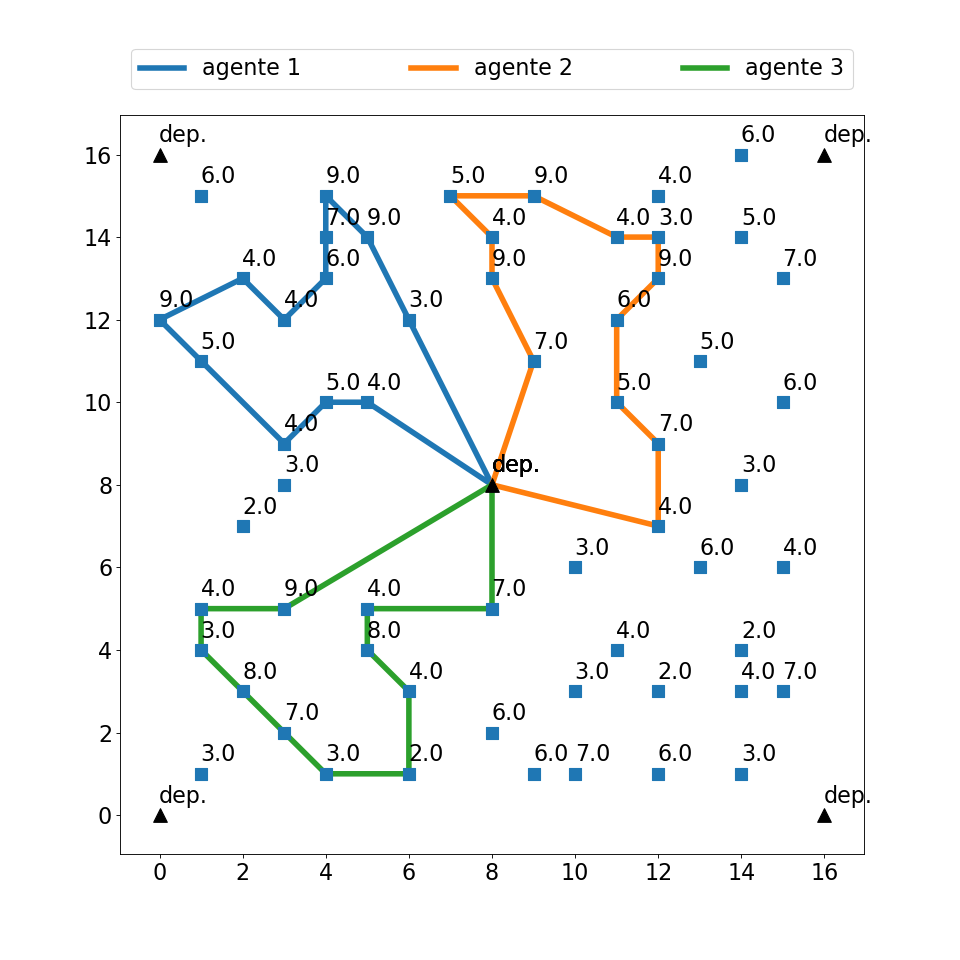 agente 1 agente 2 agente 3
dep. 6.0 dep.
16
6.0 9.0 5.0 9.0 4.0
7.0 9.0 4.0 4.0 3.0 5.0
14
4.0 6.0 9.0 9.0 7.0
9.0 4.0 3.0 6.0
12
5.0 7.0 5.0
5.0 4.0 5.0 6.0
10
4.0 7.0
3.0 dep. 3.0
8
2.0 4.0
3.0 6.0 4.0
6
4.0 9.0 4.0 7.0
3.0 8.0 4.0 2.0
4
8.0 4.0 3.0 2.0 4.0 7.0
7.0 6.0
2
3.0 3.0 2.0 6.0 7.0 6.0 3.0
dep. dep.
0
0 2 4 6 8 10 12 14 16